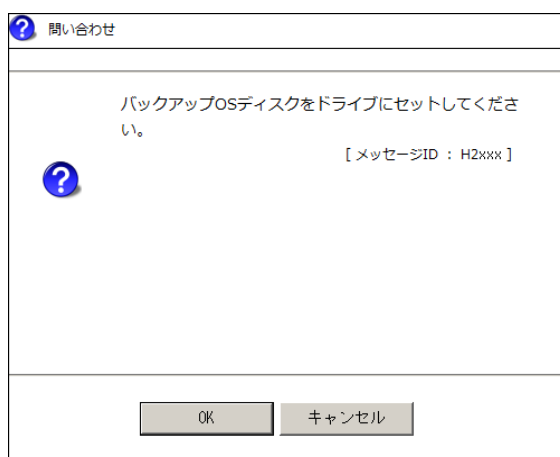 問い合わせ
バックアップOSディスクをドライブにセットしてくださ
い。
[ メッセージID : H2xxx ]
OK
キャンセル